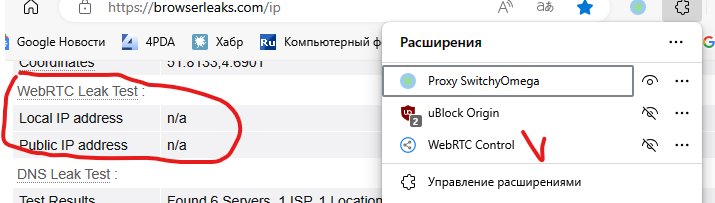 https://browserleaks.com/ip
Google Новости
4PDA
Хабр
Ru
Компьютерный ф
Coordinates 51.8133,4.6901
WebRTC Leak Test :
Local IP address n/a
Public IP address n/a
DNS Leak Test :
Test Results Found 6 Servers, 1 ISP, 1 Location
Расширения
Proxy SwitchyOmega
uBlock Origin
2
WebRTC Control
Управление расширениями